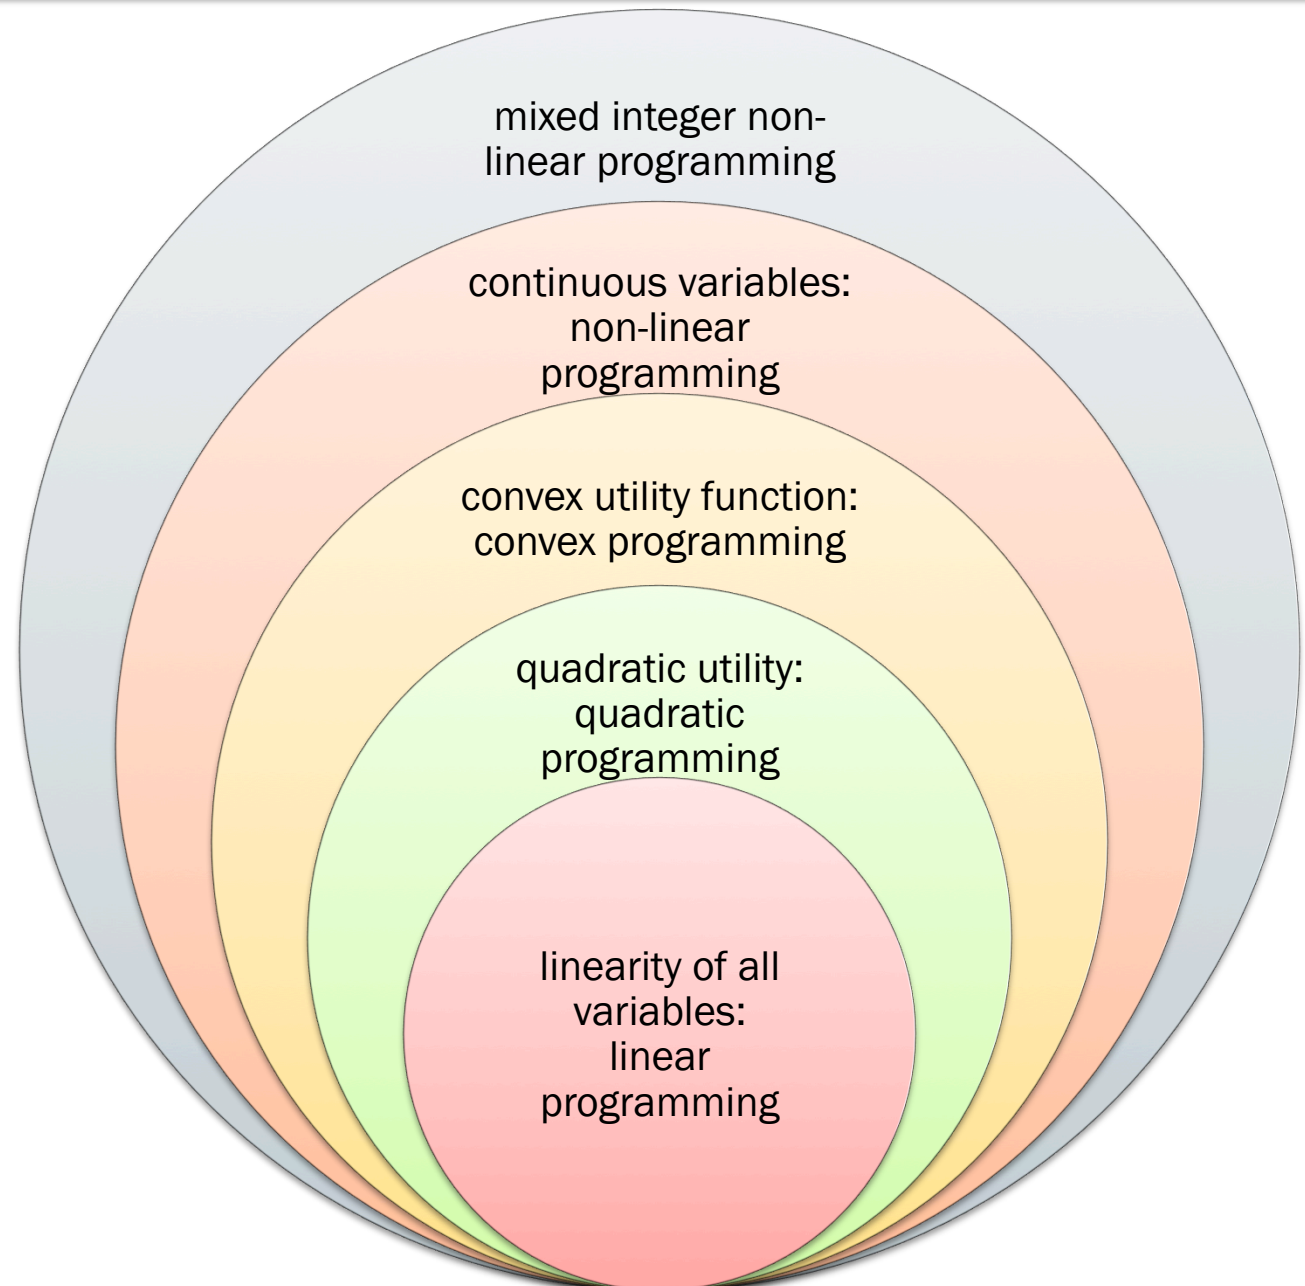 mixed integer non-
linear programming
continuous variables:
non-linear
programming
convex utility function:
convex programming
quadratic utility:
quadratic
programming
linearity of all
variables:
linear
programming